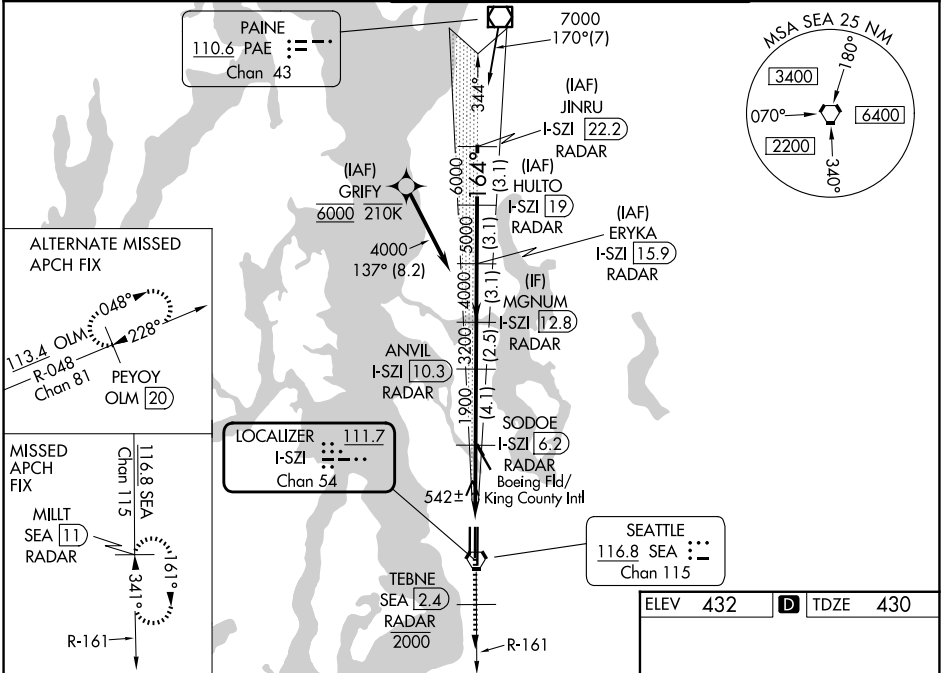 PAINE
110.6 PAE
Chan 43
7000
170°(7)
344°
MSA SEA 25 NM
180°
3400
070°
6400
2200
340°
(IAF)
JINRU
I-SZI 22.2
RADAR
6000
164°
(3.1)
(IAF)
HULTO
I-SZI 19
RADAR
(IAF)
GRIFY
6000 210K
4000
137° (8.2)
5000
(3.1)
(IAF)
ERYKA
I-SZI 15.9
RADAR
4000
(3.1)
(IF)
MGNUM
I-SZI 12.8
RADAR
3200
(2.5)
ANVIL
I-SZI 10.3
RADAR
1900
(4.1)
SODOE
I-SZI 6.2
RADAR
Boeing Fld/
King County Intl
542±
ALTERNATE MISSED
APCH FIX
048°
228°
113.4 OLM
R-048
Chan 81
PEYOY
OLM 20
LOCALIZER 111.7
I-SZI
Chan 54
MISSED
APCH
FIX
116.8 SEA
Chan 115
MILLT
SEA 11
RADAR
161°
341°
R-161
SEATTLE
116.8 SEA
Chan 115
TEBNE
SEA 2.4
RADAR
2000
R-161
ELEV 432 D TDZE 430